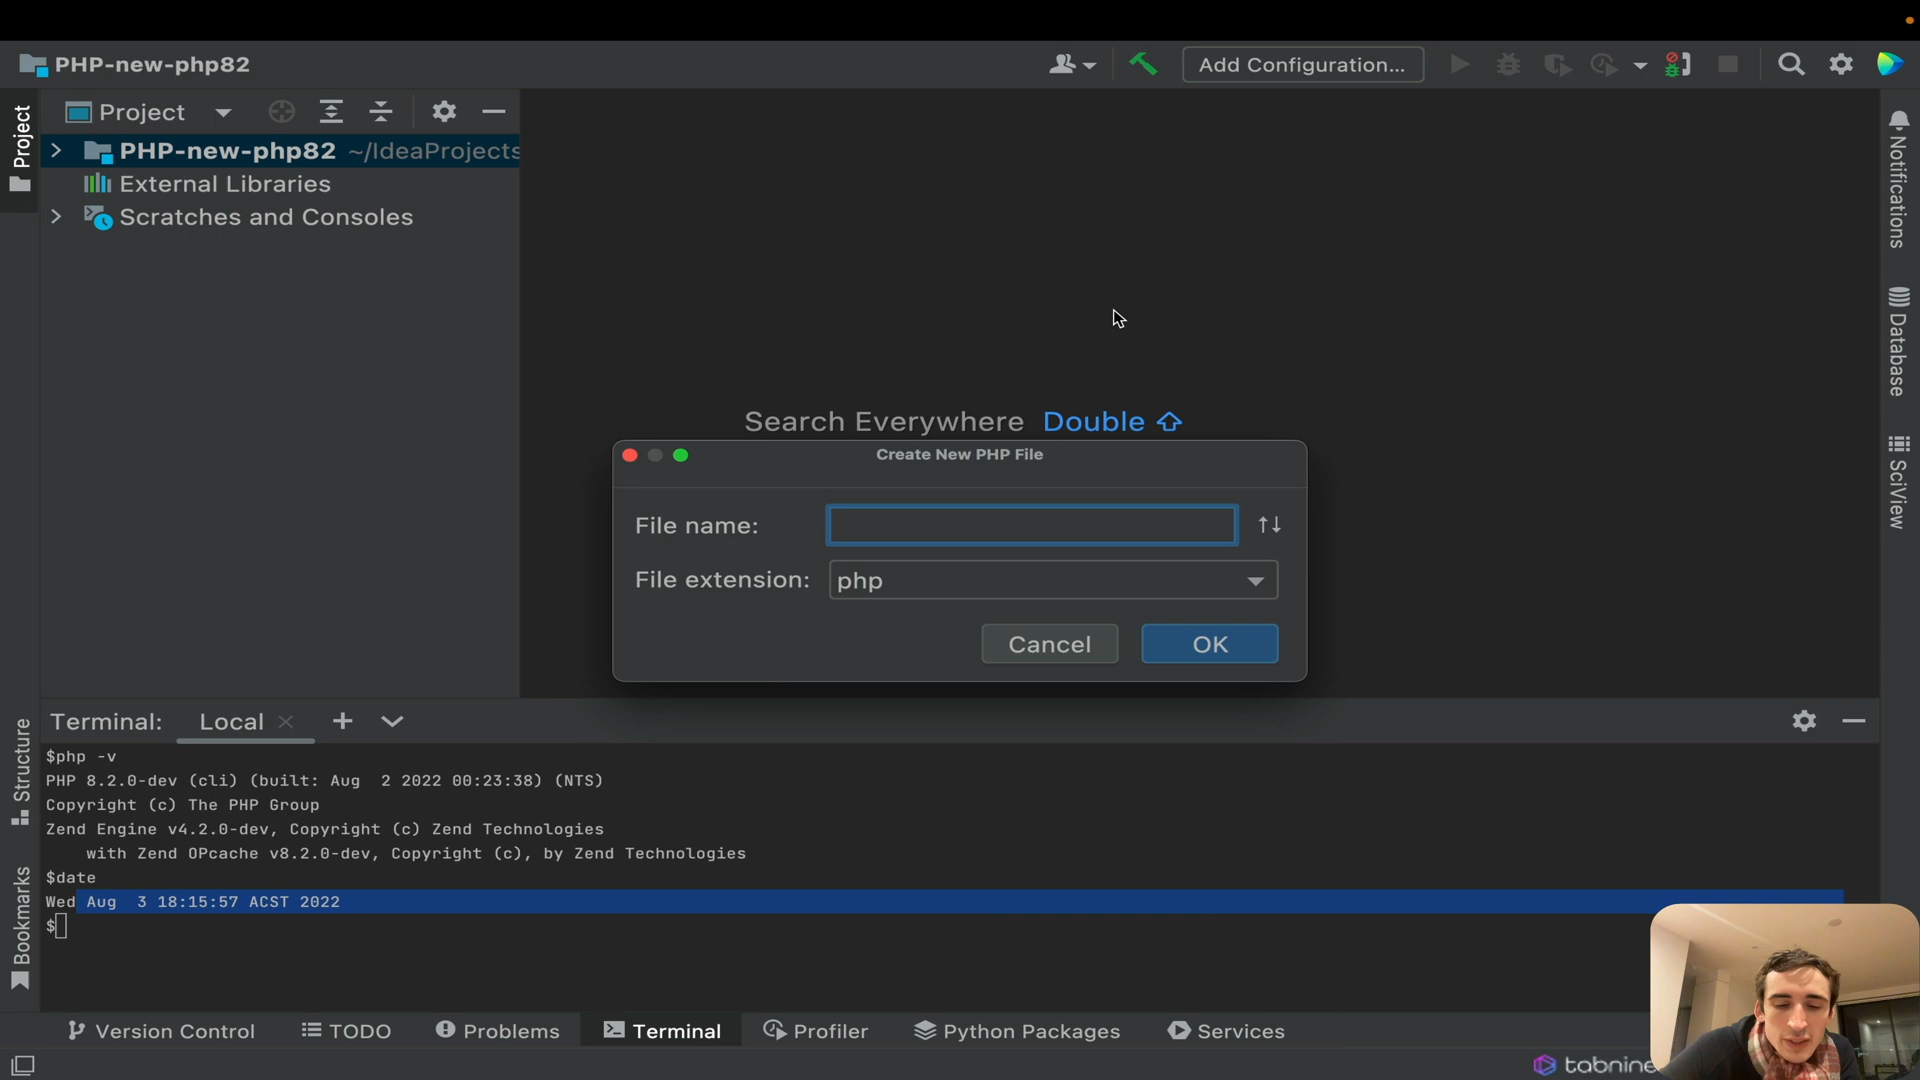 PHP-new-php82
Add Configuration...
Project
Project
PHP-new-php82 ~/IdeaProjects
External Libraries
Scratches and Consoles
Notifications
Database
SciView
Search Everywhere Double
Create New PHP File
File name:
File extension: php
Cancel OK
Structure
Bookmarks
Terminal: Local
$php -v
PHP 8.2.0-dev (cli) (built: Aug  2 2022 00:23:38) (NTS)
Copyright (c) The PHP Group
Zend Engine v4.2.0-dev, Copyright (c) Zend Technologies
    with Zend OPcache v8.2.0-dev, Copyright (c), by Zend Technologies
$date
Wed Aug  3 18:15:57 ACST 2022
$
Version Control TODO Problems Terminal Profiler Python Packages Services
tabnine